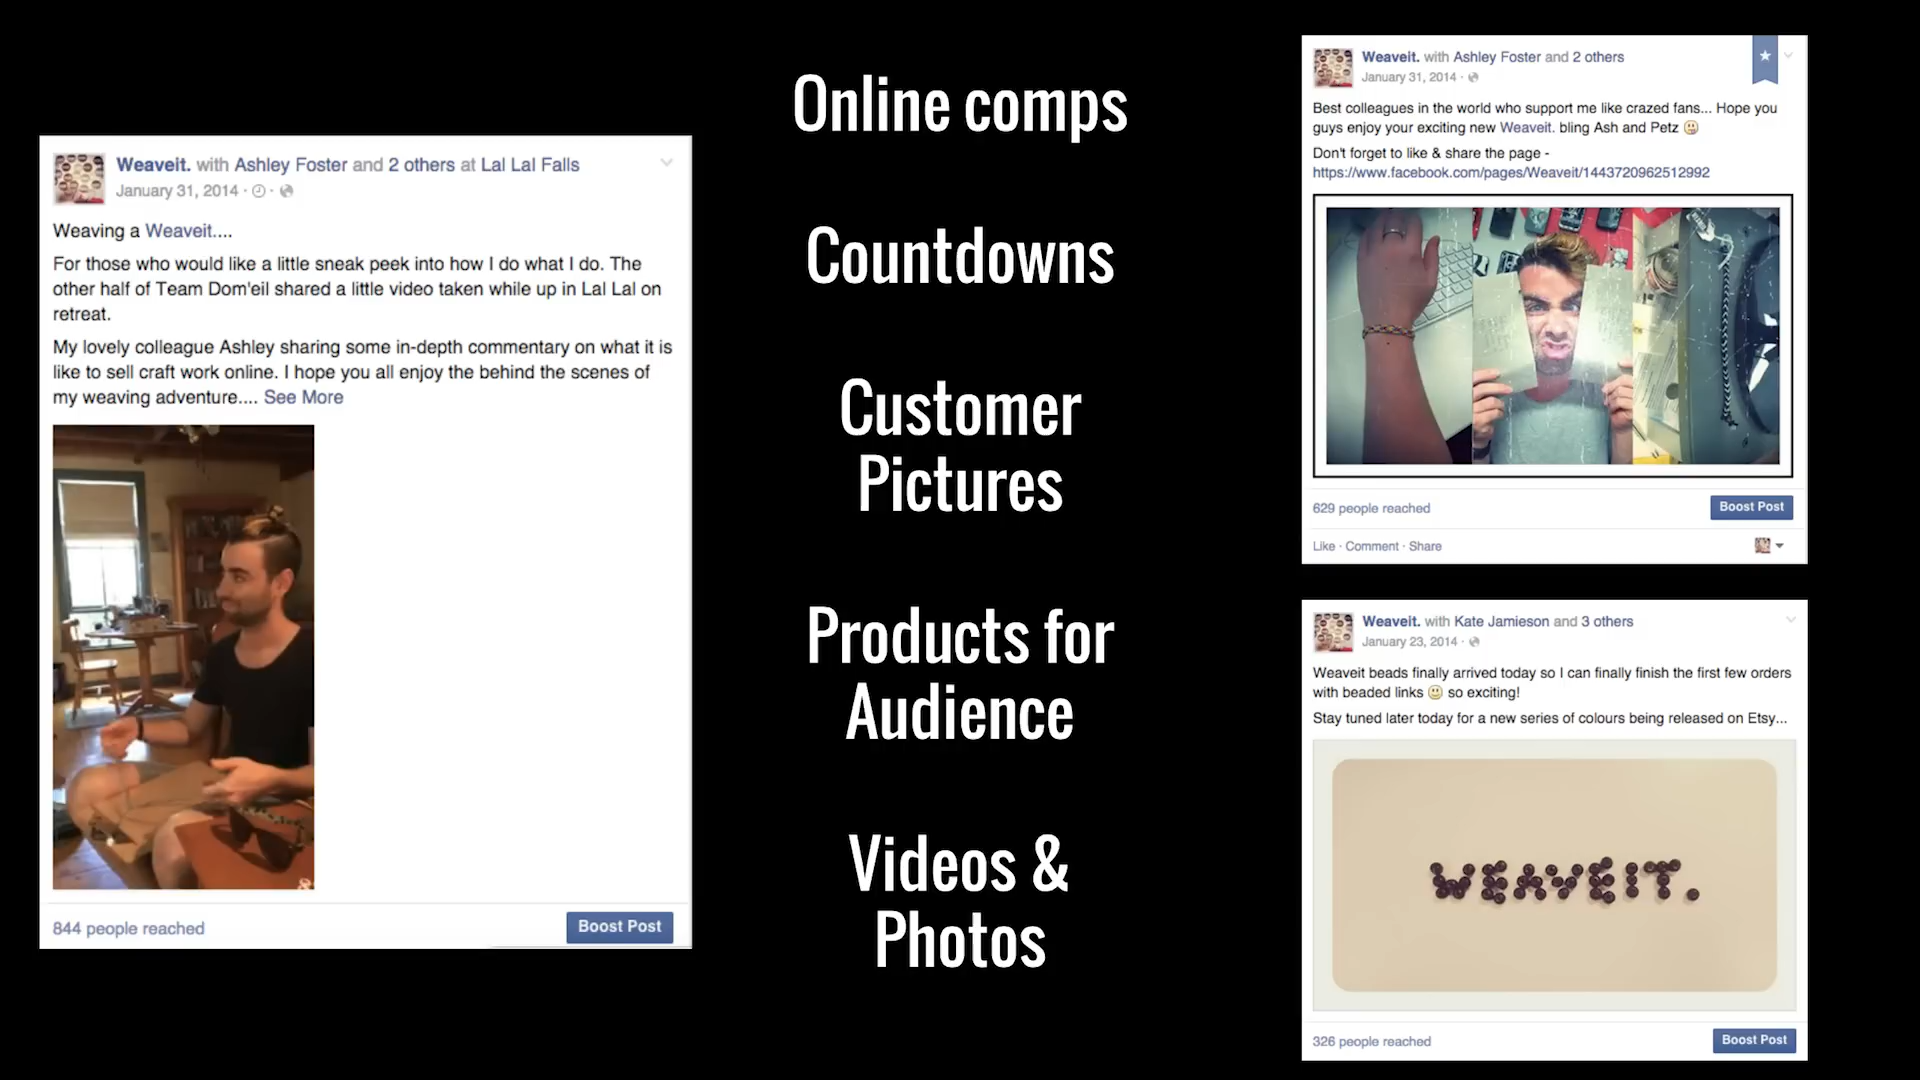 Weaveit. with Ashley Foster and 2 others at Lal Lal Falls
January 31, 2014 ·
Weaving a Weaveit....
For those who would like a little sneak peek into how I do what I do. The
other half of Team Dom'eil shared a little video taken while up in Lal Lal on
retreat.
My lovely colleague Ashley sharing some in-depth commentary on what it is
like to sell craft work online. I hope you all enjoy the behind the scenes of
my weaving adventure.... See More
844 people reached
Boost Post
Online comps
Countdowns
Customer
Pictures
Products for
Audience
Videos &
Photos
Weaveit. with Ashley Foster and 2 others
January 31, 2014 ·
Best colleagues in the world who support me like crazed fans... Hope you
guys enjoy your exciting new Weaveit. bling Ash and Petz
Don't forget to like & share the page -
https://www.facebook.com/pages/Weaveit/1443720962512992
629 people reached
Boost Post
Like · Comment · Share
Weaveit. with Kate Jamieson and 3 others
January 23, 2014 ·
Weaveit beads finally arrived today so I can finally finish the first few orders
with beaded links so exciting!
Stay tuned later today for a new series of colours being released on Etsy...
WEAVEIT.
326 people reached
Boost Post